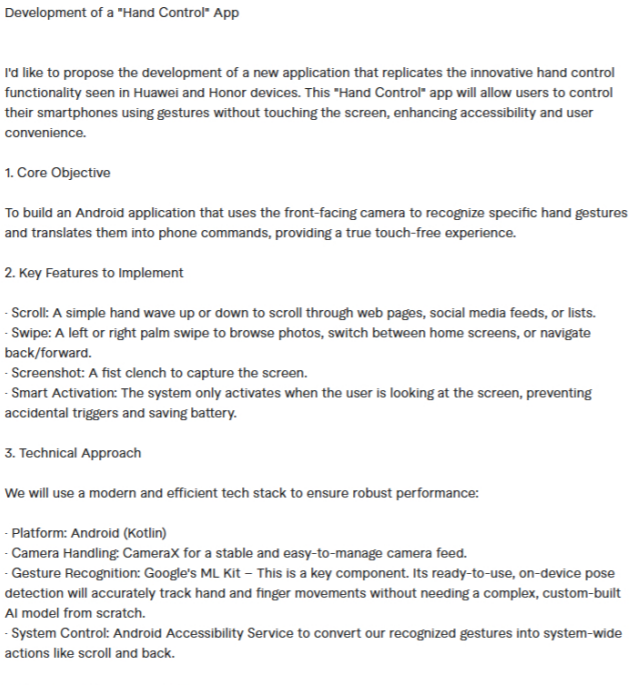 Development of a "Hand Control" App
I'd like to propose the development of a new application that replicates the innovative hand control
functionality seen in Huawei and Honor devices. This "Hand Control" app will allow users to control
their smartphones using gestures without touching the screen, enhancing accessibility and user
convenience.
1. Core Objective
To build an Android application that uses the front-facing camera to recognize specific hand gestures
and translates them into phone commands, providing a true touch-free experience.
2. Key Features to Implement
· Scroll: A simple hand wave up or down to scroll through web pages, social media feeds, or lists.
· Swipe: A left or right palm swipe to browse photos, switch between home screens, or navigate
back/forward.
· Screenshot: A fist clench to capture the screen.
· Smart Activation: The system only activates when the user is looking at the screen, preventing
accidental triggers and saving battery.
3. Technical Approach
We will use a modern and efficient tech stack to ensure robust performance:
· Platform: Android (Kotlin)
· Camera Handling: CameraX for a stable and easy-to-manage camera feed.
· Gesture Recognition: Google's ML Kit – This is a key component. Its ready-to-use, on-device pose
detection will accurately track hand and finger movements without needing a complex, custom-built
AI model from scratch.
· System Control: Android Accessibility Service to convert our recognized gestures into system-wide
actions like scroll and back.